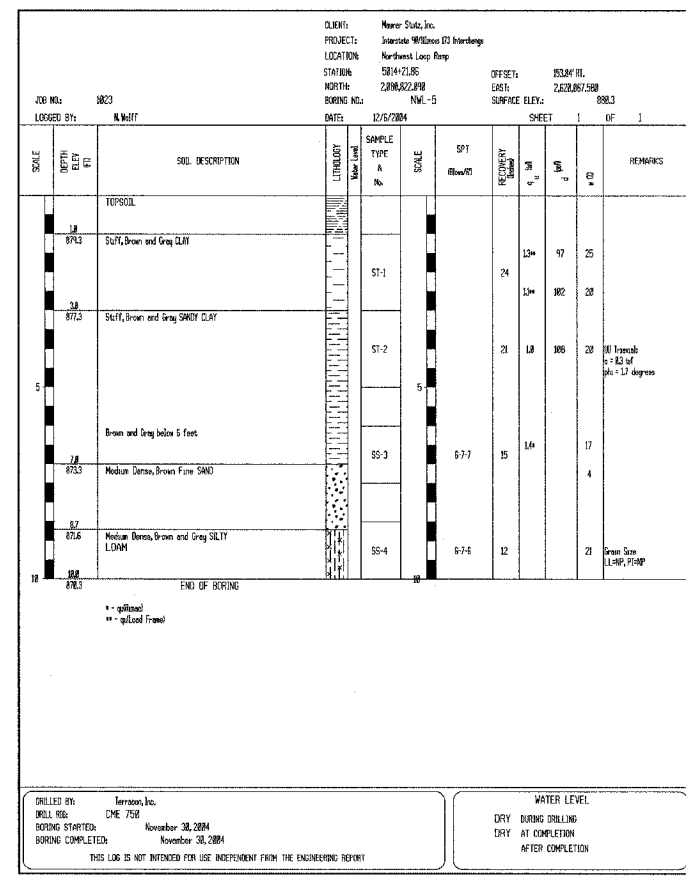 CLIENT: Maurer Stutz, Inc.
PROJECT: Interstate 90/Illinois 173 Interchange
LOCATION: Northwest Loop Ramp
STATION: 5014+21.86 OFFSET: 153.84' RT.
NORTH: 2,090,822.090 EAST: 2,620,067.580
JOB NO.: 1023 BORING NO.: NWL-5 SURFACE ELEV.: 880.3
LOGGED BY: N. Wolff DATE: 12/6/2004 SHEET 1 OF 1
SCALE
DEPTH ELEV (FT)
SOIL DESCRIPTION
LITHOLOGY
Water Level
SAMPLE TYPE & No.
SCALE
SPT (Blows/6")
RECOVERY (Inches)
q u (tsf)
d (pcf)
w (%)
REMARKS
TOPSOIL
1.0
879.3 Stiff, Brown and Gray CLAY
1.3** 97 25
ST-1 24
1.1** 102 20
3.0
877.3 Stiff, Brown and Gray SANDY CLAY
ST-2 21 1.0 108 20 UU Triaxial:
c = 0.3 tsf
phi = 1.7 degrees
5 5
Brown and Gray below 6 feet
1.4* 17
SS-3 6-7-7 15
7.0
873.3 Medium Dense, Brown Fine SAND
4
8.7
871.6 Medium Dense, Brown and Gray SILTY
LOAM
SS-4 6-7-6 12 21 Grain Size
LL=NP, PI=NP
10 10.0 10
870.3 END OF BORING
* - qu(Rimac)
** - qu(Load Frame)
DRILLED BY: Terracon, Inc.
DRILL RIG: CME 750
BORING STARTED: November 30, 2004
BORING COMPLETED: November 30, 2004
THIS LOG IS NOT INTENDED FOR USE INDEPENDENT FROM THE ENGINEERING REPORT
WATER LEVEL
DRY DURING DRILLING
DRY AT COMPLETION
AFTER COMPLETION